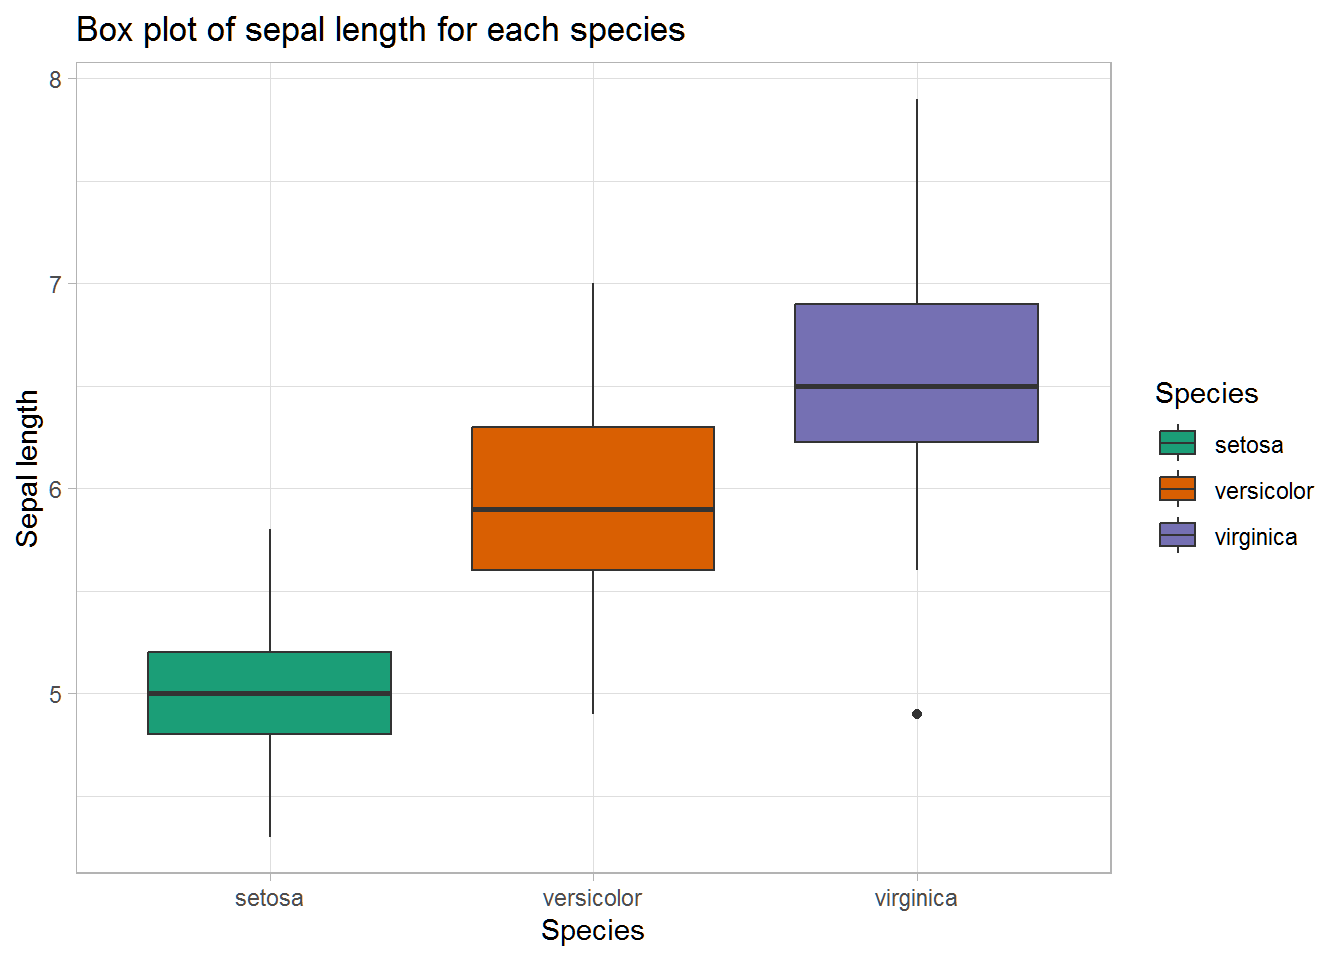 Box plot of sepal length for each species
8
7
6
5
Sepal length
setosa
versicolor
virginica
Species
Species
setosa
versicolor
virginica